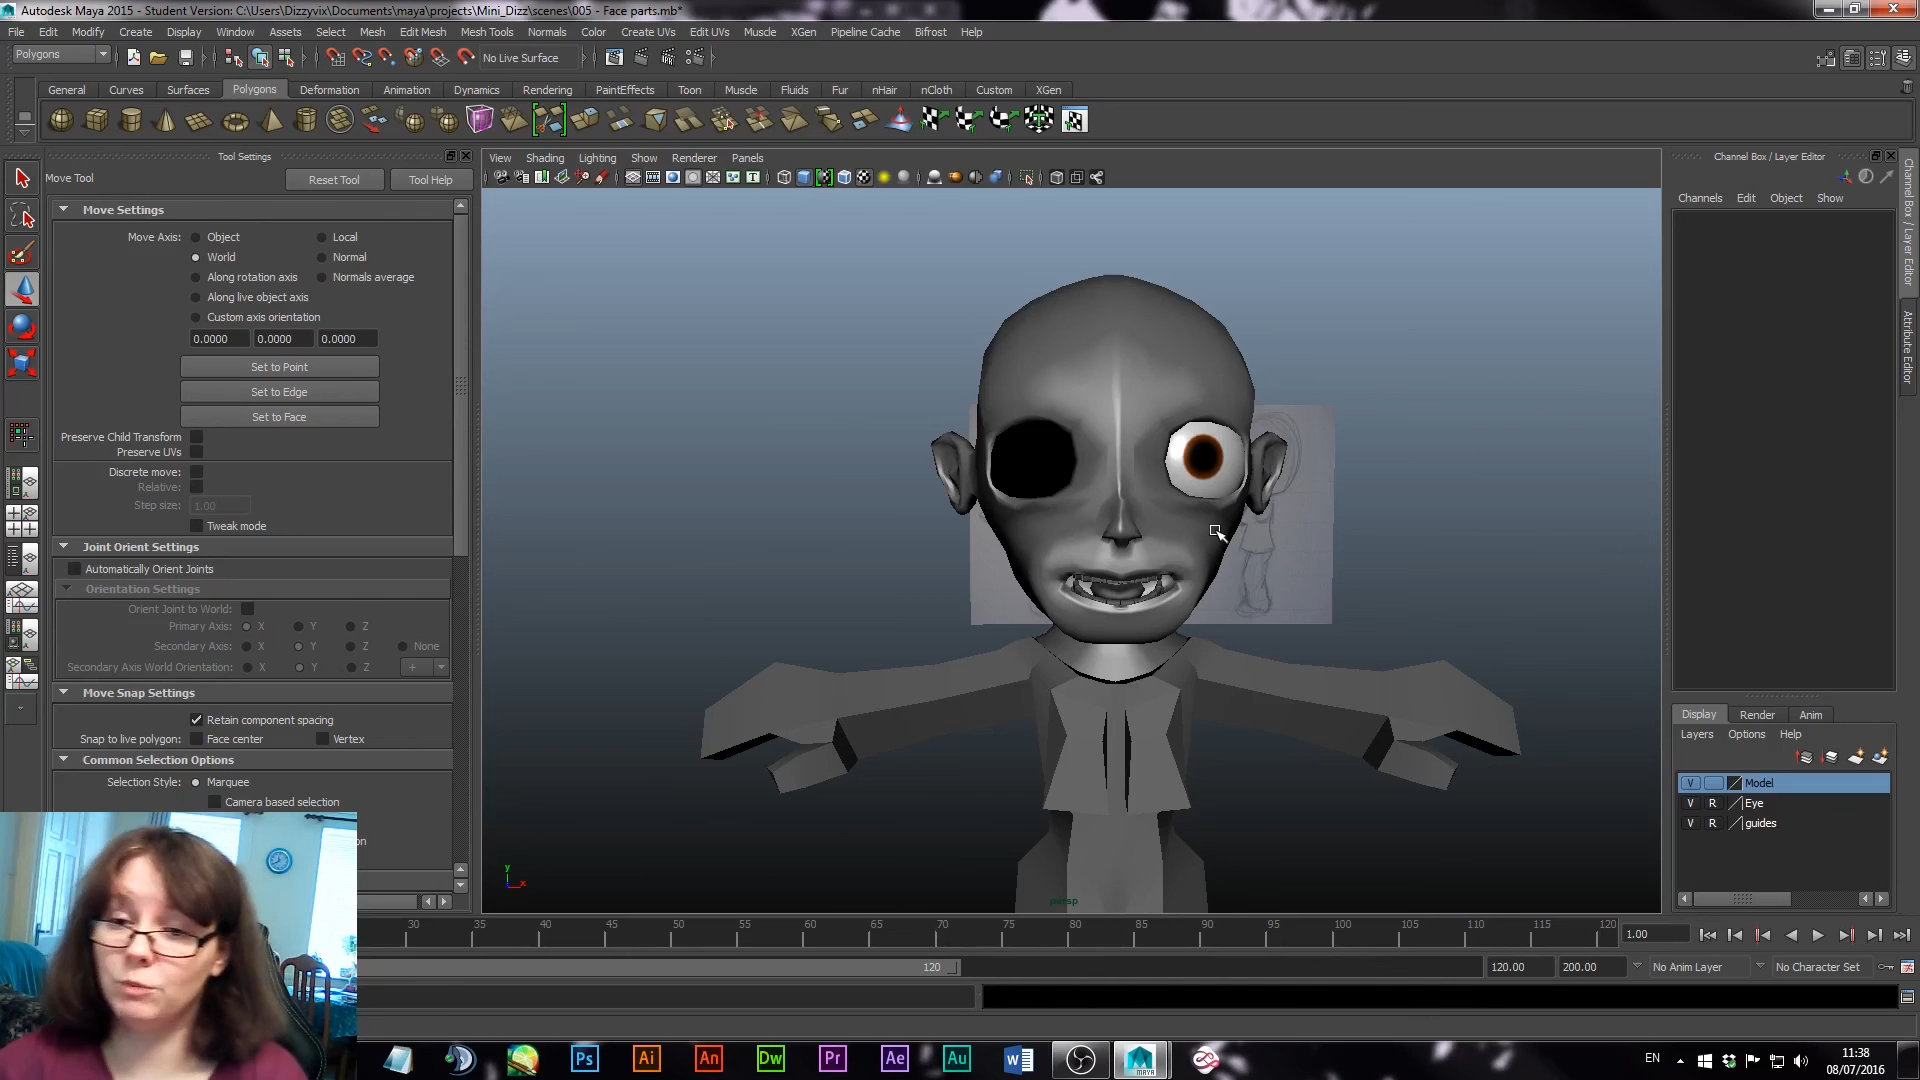 Autodesk Maya 2015 - Student Version: C:\Users\Dizzyvix\Documents\maya\projects\Mini_Dizz\scenes\005 - Face parts.mb*
File Edit Modify Create Display Window Assets Select Mesh Edit Mesh Mesh Tools Normals Color Create UVs Edit UVs Muscle XGen Pipeline Cache Bifrost Help
Polygons No Live Surface
General Curves Surfaces Polygons Deformation Animation Dynamics Rendering PaintEffects Toon Muscle Fluids Fur nHair nCloth Custom XGen
Tool Settings
Channel Box / Layer Editor
View Shading Lighting Show Renderer Panels
Move Tool Reset Tool Tool Help
Channels Edit Object Show
Channel Box / Layer Editor
Attribute Editor
Move Settings
Move Axis: Object Local
World Normal
Along rotation axis Normals average
Along live object axis
Custom axis orientation
0.0000 0.0000 0.0000
Set to Point
Set to Edge
Set to Face
Preserve Child Transform
Preserve UVs
Discrete move:
Relative:
Step size: 1.00
Tweak mode
Joint Orient Settings
Automatically Orient Joints
Orientation Settings
Orient Joint to World:
Primary Axis: X Y Z
Secondary Axis: X Y Z None
Secondary Axis World Orientation: X Y Z +
Move Snap Settings
Retain component spacing
Snap to live polygon: Face center Vertex
Common Selection Options
Selection Style: Marquee
Camera based selection
Display Render Anim
Layers Options Help
V Model
V R Eye
V R guides
y
x
persp
30 35 40 45 50 55 60 65 70 75 80 85 90 95 100 105 110 115 120
1.00
120
120.00 200.00 No Anim Layer No Character Set
Ps Ai An Dw Pr Ae Au W MAYA
EN
11:38
08/07/2016